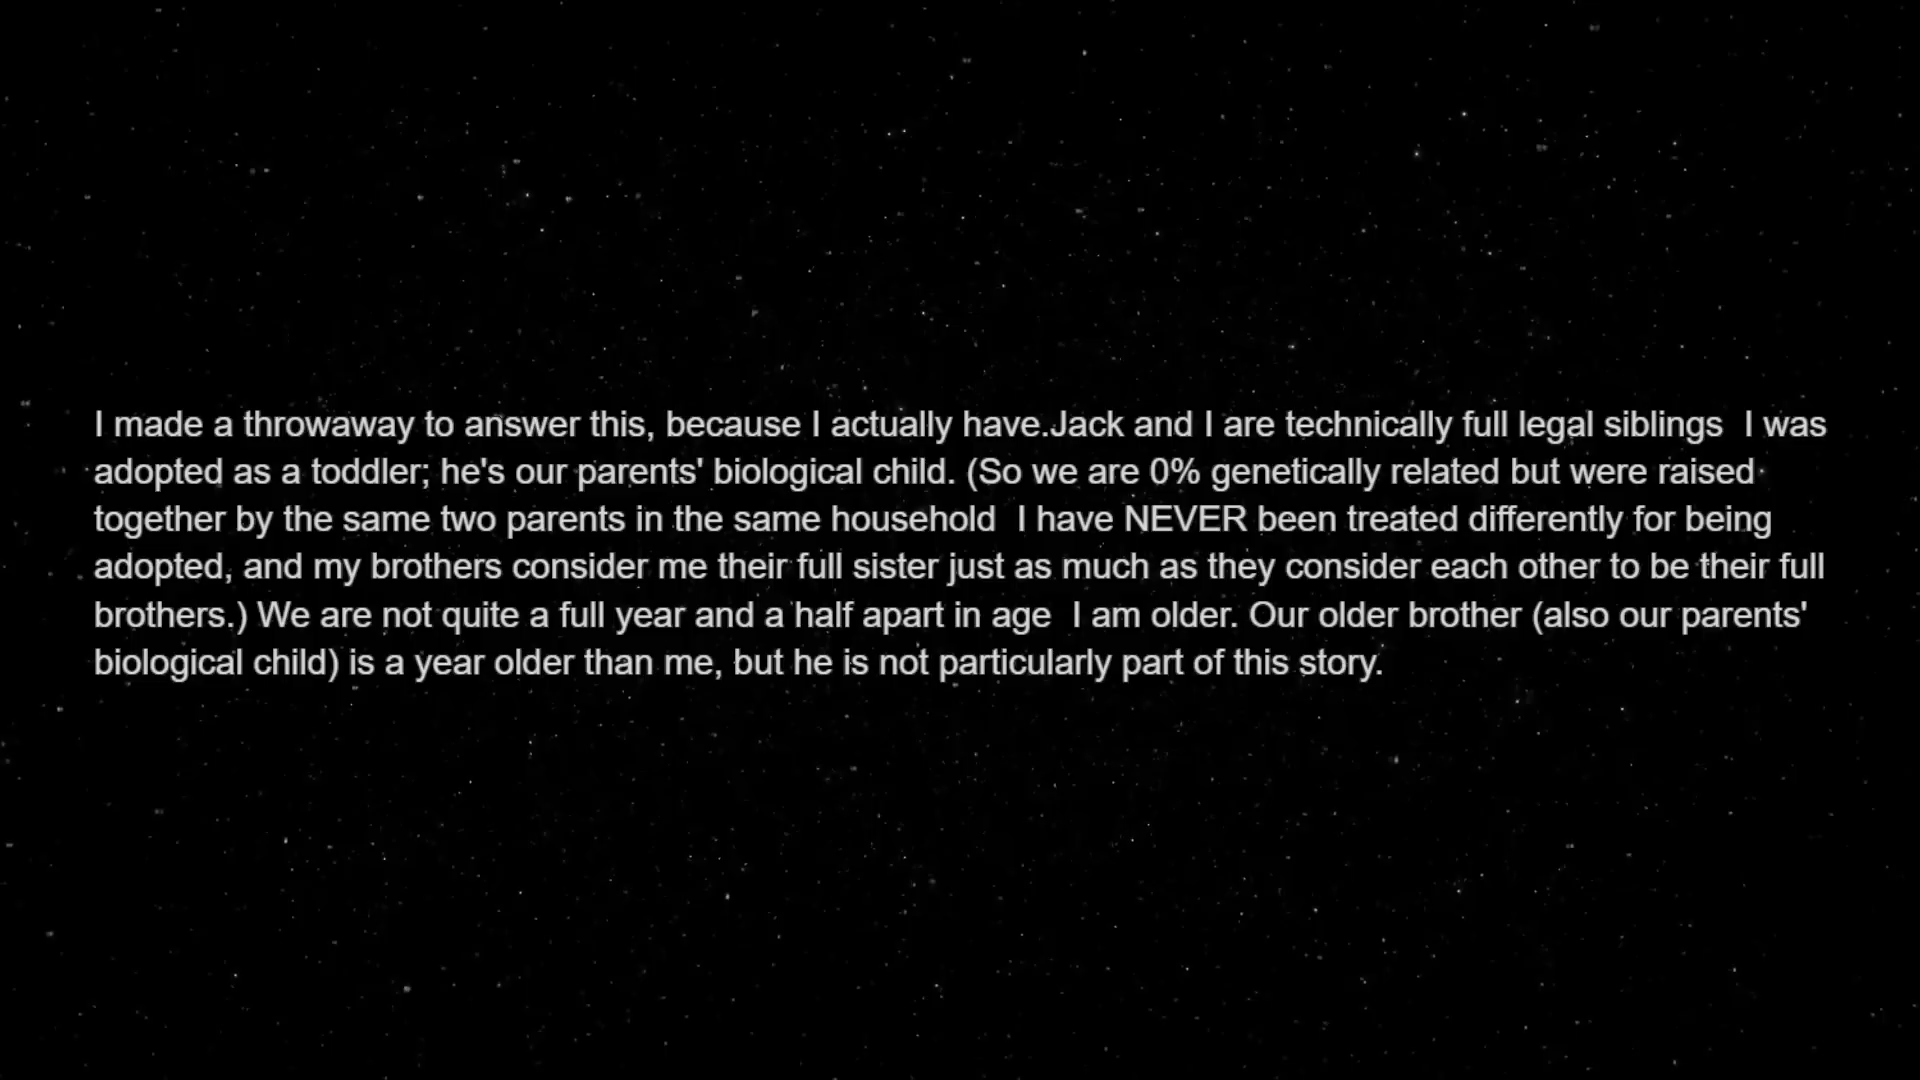 I made a throwaway to answer this, because I actually have.Jack and I are technically full legal siblings  I was
adopted as a toddler; he's our parents' biological child. (So we are 0% genetically related but were raised
together by the same two parents in the same household  I have NEVER been treated differently for being
adopted, and my brothers consider me their full sister just as much as they consider each other to be their full
brothers.) We are not quite a full year and a half apart in age  I am older. Our older brother (also our parents'
biological child) is a year older than me, but he is not particularly part of this story.